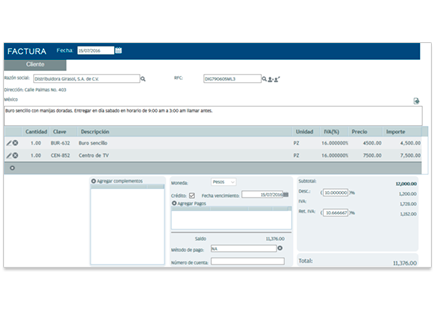 FACTURA Fecha: 15/07/2016
Cliente
Razón social: Distribuidora Girasol, S.A. de C.V. RFC:
Dirección: Calle Palmas No. 403
México
Buro sencillo con manijas doradas. Entregar en dia sabado en horario de 9:00 am a 3:00 am llamar antes.
Cantidad Clave Descripción Unidad IVA(%) Precio Importe
1.00 BUR-632 Buro sencillo PZ 16.000000% 4500.00 4,500.00
1.00 CEN-852 Centro de TV PZ 16.000000% 7500.00 7,500.00
Agregar complementos
Moneda: Pesos
Crédito: Fecha vencimiento: 15/07/2016
Agregar Pagos
Saldo 11,376.00
Método de pago: NA
Número de cuenta:
Subtotal: 12,000.00
Desc.: (10.000000)% 1,200.00
IVA: 1,728.00
Ret. IVA: (10.666667)% 1,152.00
Total: 11,376.00